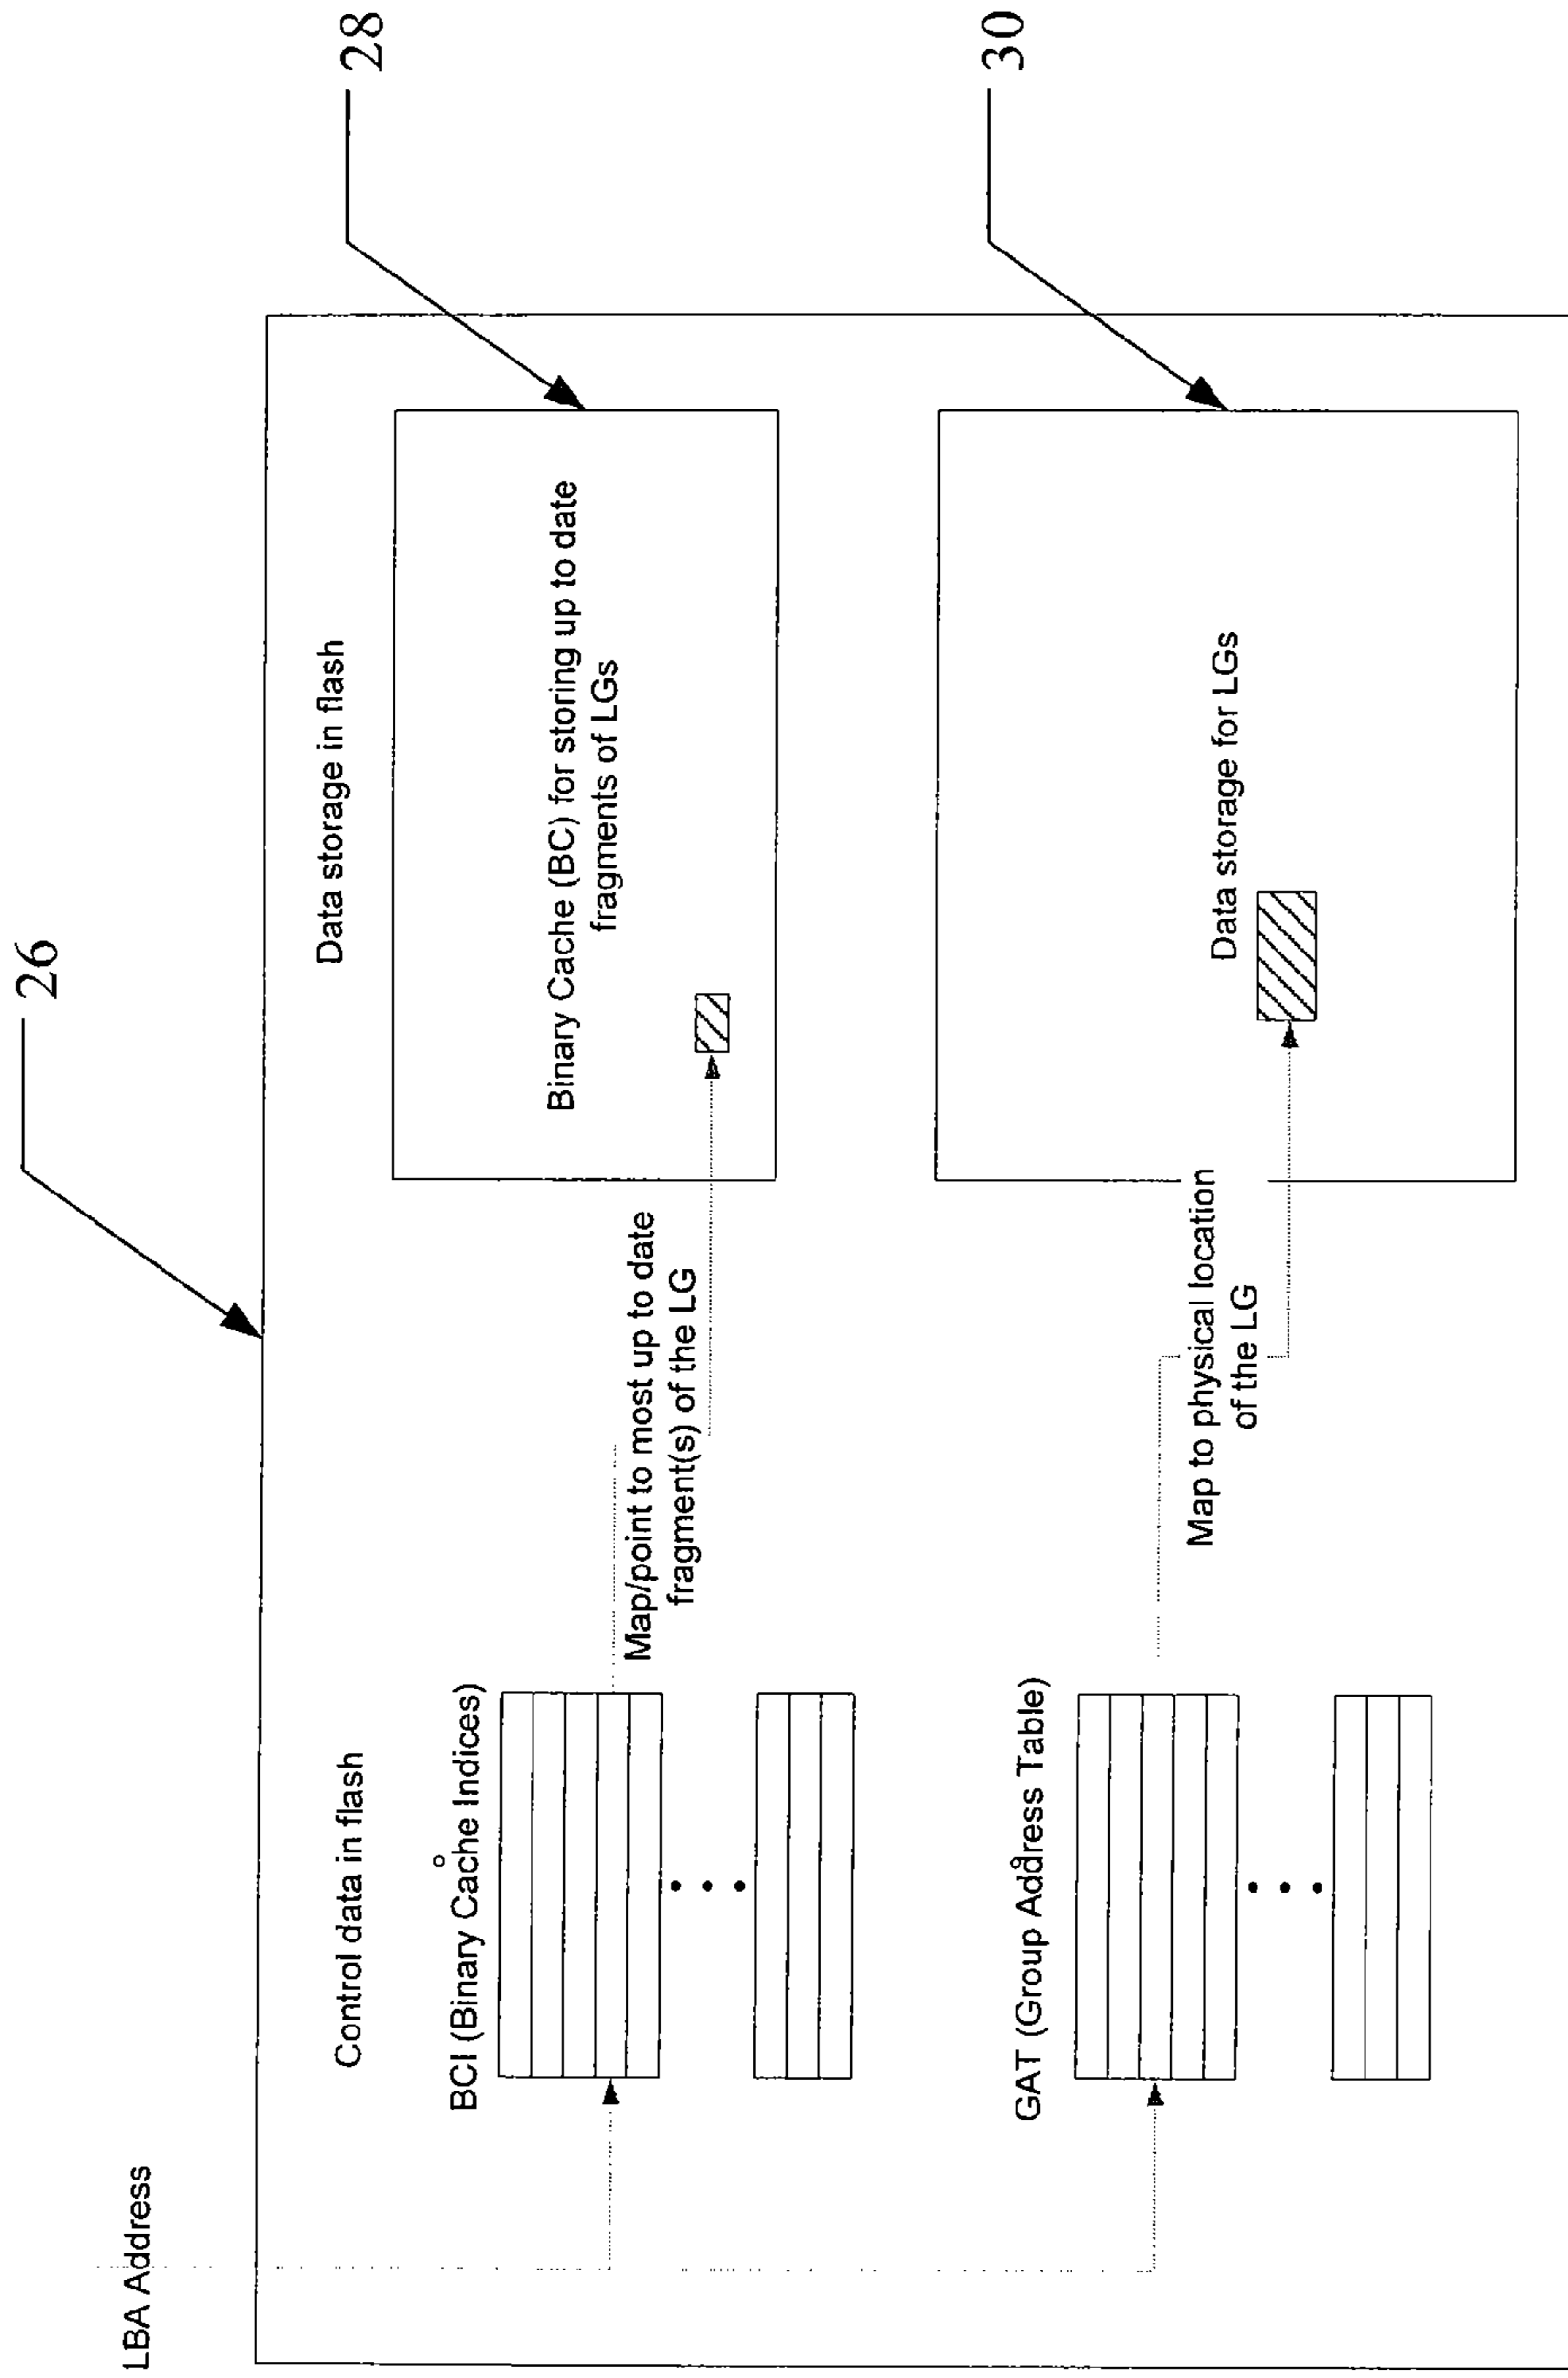 26
28
30
LBA Address
Control data in flash
Data storage in flash
BCI (Binary Cache Indices)
Map/point to most up to date
fragment(s) of the LG
Binary Cache (BC) for storing up to date
fragments of LGs
GAT (Group Address Table)
Map to physical location
of the LG
Data storage for LGs